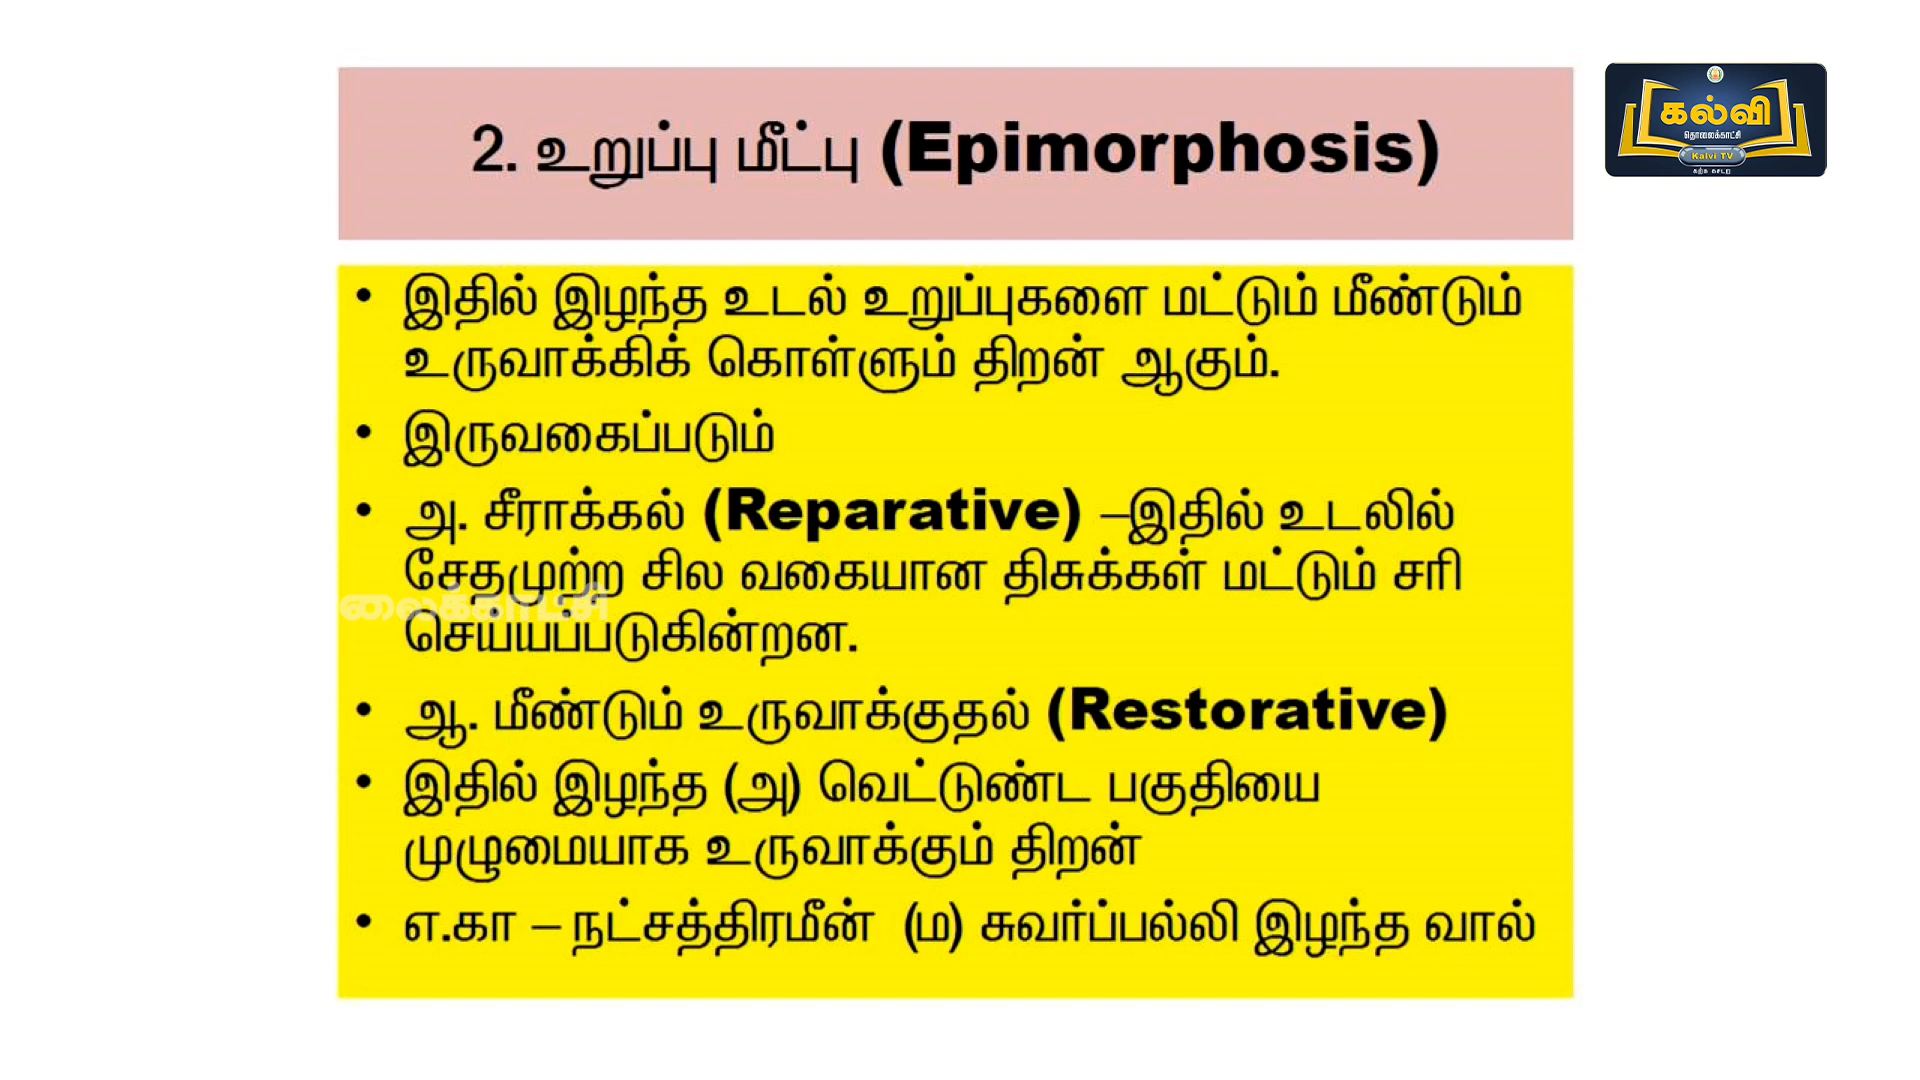 2. உறுப்பு மீட்பு (Epimorphosis)
கல்வி
தொலைக்காட்சி
Kalvi TV
கற்க கசடற
• இதில் இழந்த உடல் உறுப்புகளை மட்டும் மீண்டும்
உருவாக்கிக் கொள்ளும் திறன் ஆகும்.
• இருவகைப்படும்
• அ. சீராக்கல் (Reparative) –இதில் உடலில்
சேதமுற்ற சில வகையான திசுக்கள் மட்டும் சரி
லைக்காட்சி
செய்யப்படுகின்றன.
• ஆ. மீண்டும் உருவாக்குதல் (Restorative)
• இதில் இழந்த (அ) வெட்டுண்ட பகுதியை
முழுமையாக உருவாக்கும் திறன்
• எ.கா – நட்சத்திரமீன் (ம) சுவர்ப்பல்லி இழந்த வால்